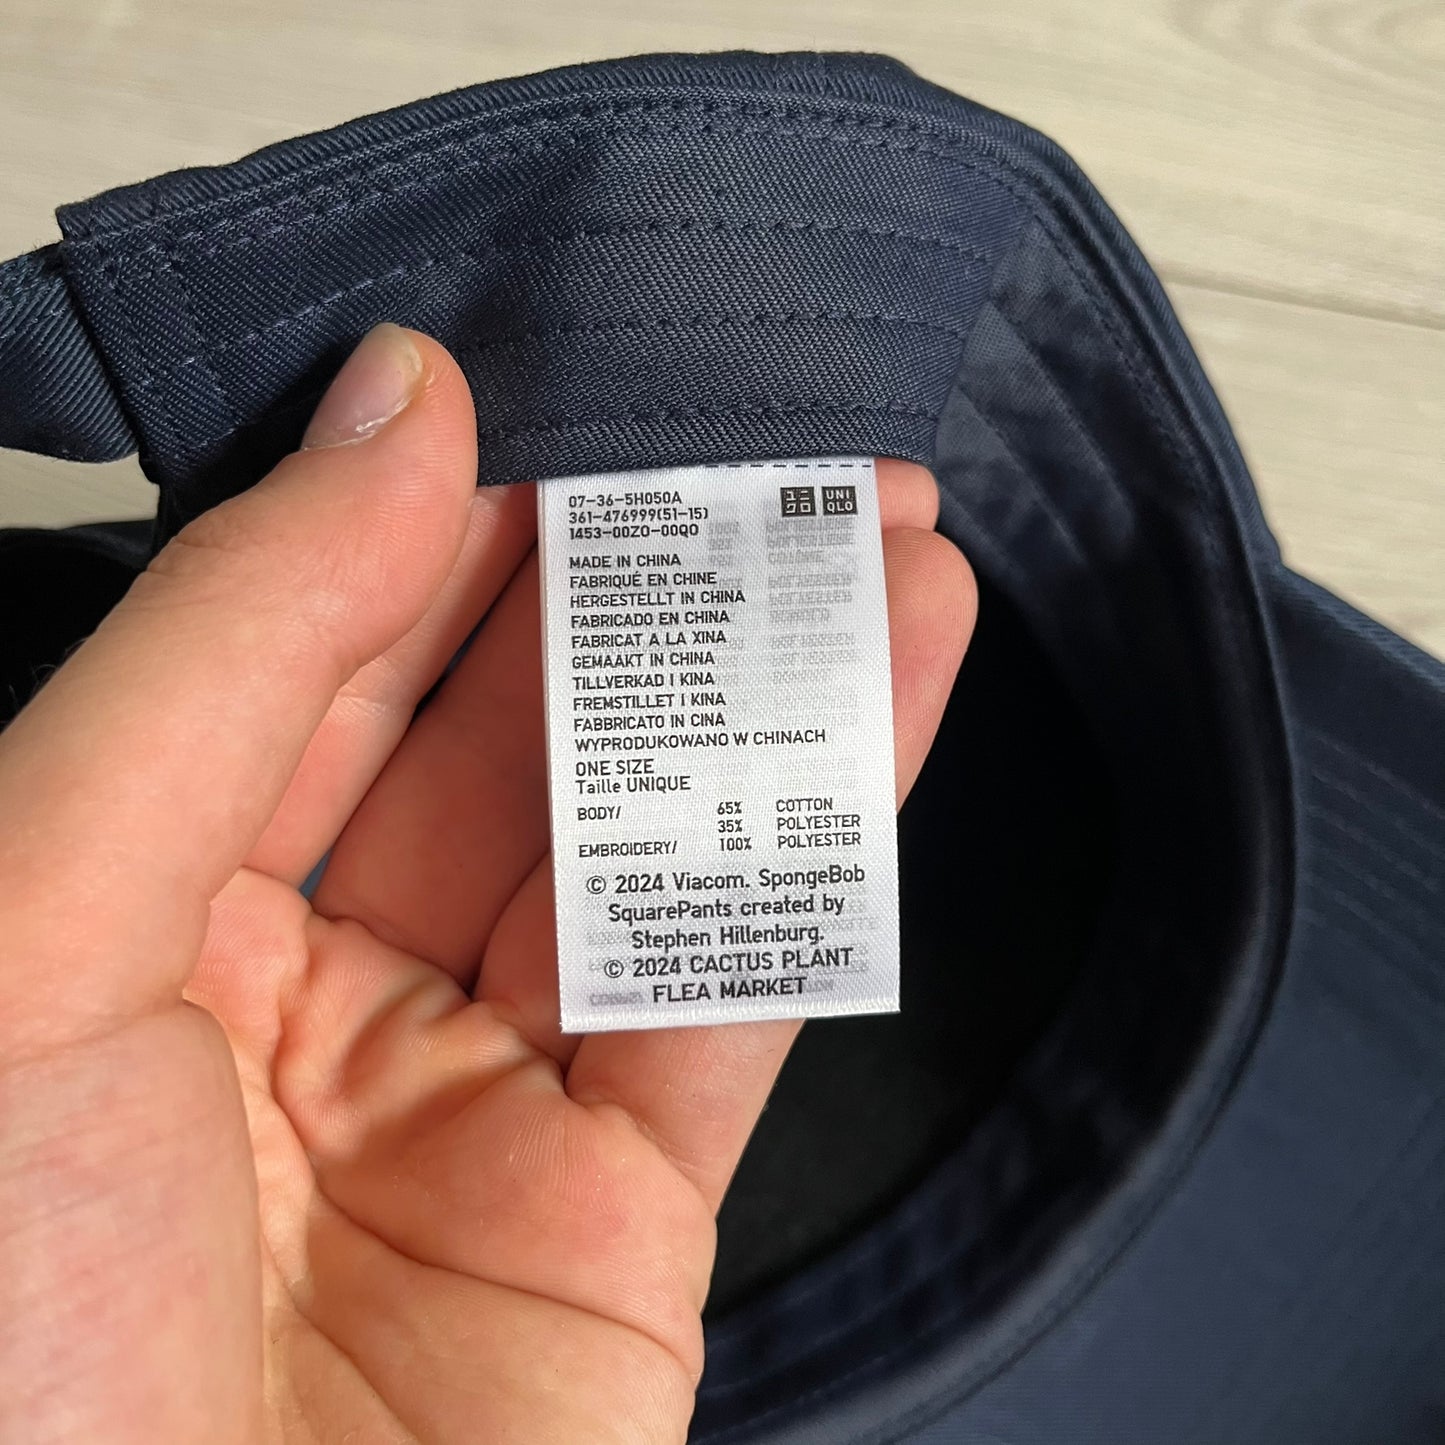 07-36-5H050A
361-476999(51-15)
1453-00Z0-00Q0
ユニ
クロ
UNI
QLO
MADE IN CHINA
FABRIQUÉ EN CHINE
HERGESTELLT IN CHINA
FABRICADO EN CHINA
FABRICAT A LA XINA
GEMAAKT IN CHINA
TILLVERKAD I KINA
FREMSTILLET I KINA
FABBRICATO IN CINA
WYPRODUKOWANO W CHINACH
ONE SIZE
Taille UNIQUE
BODY/ 65% COTTON
35% POLYESTER
EMBROIDERY/ 100% POLYESTER
© 2024 Viacom. SpongeBob
SquarePants created by
Stephen Hillenburg.
© 2024 CACTUS PLANT
FLEA MARKET